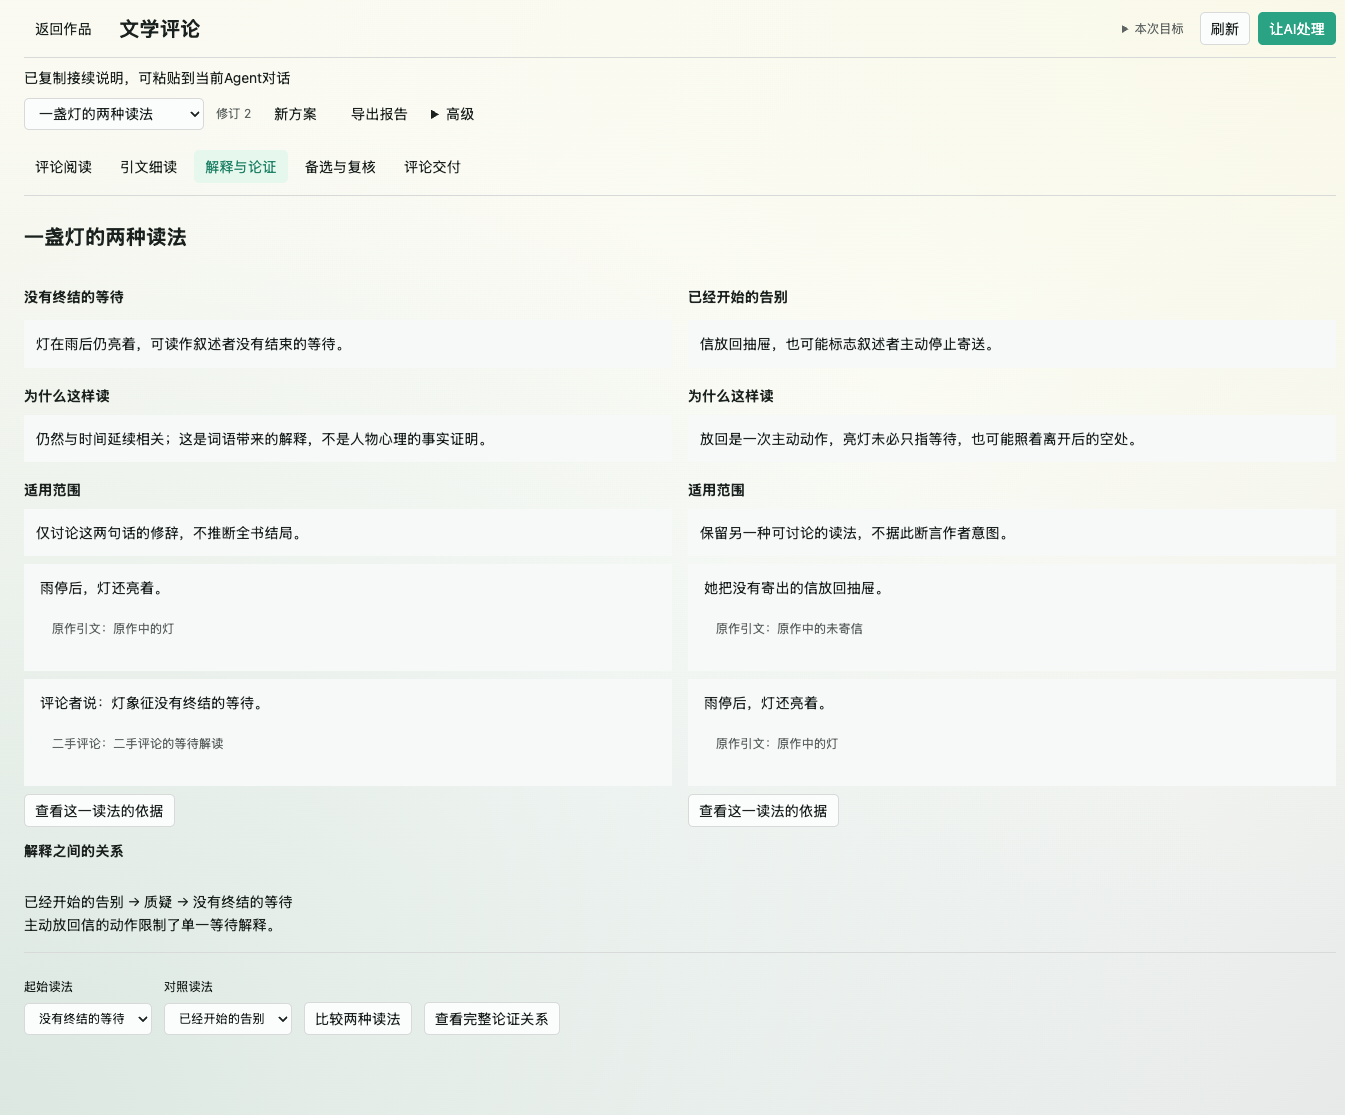 返回作品
文学评论
本次目标
刷新
让AI处理
已复制接续说明，可粘贴到当前Agent对话
一盏灯的两种读法
修订 2
新方案
导出报告
高级
评论阅读
引文细读
解释与论证
备选与复核
评论交付
一盏灯的两种读法
没有终结的等待
灯在雨后仍亮着，可读作叙述者没有结束的等待。
为什么这样读
仍然与时间延续相关；这是词语带来的解释，不是人物心理的事实证明。
适用范围
仅讨论这两句话的修辞，不推断全书结局。
雨停后，灯还亮着。
原作引文：原作中的灯
评论者说：灯象征没有终结的等待。
二手评论：二手评论的等待解读
查看这一读法的依据
已经开始的告别
信放回抽屉，也可能标志叙述者主动停止寄送。
为什么这样读
放回是一次主动动作，亮灯未必只指等待，也可能照着离开后的空处。
适用范围
保留另一种可讨论的读法，不据此断言作者意图。
她把没有寄出的信放回抽屉。
原作引文：原作中的未寄信
雨停后，灯还亮着。
原作引文：原作中的灯
查看这一读法的依据
解释之间的关系
已经开始的告别 → 质疑 → 没有终结的等待
主动放回信的动作限制了单一等待解释。
起始读法
没有终结的等待
对照读法
已经开始的告别
比较两种读法
查看完整论证关系